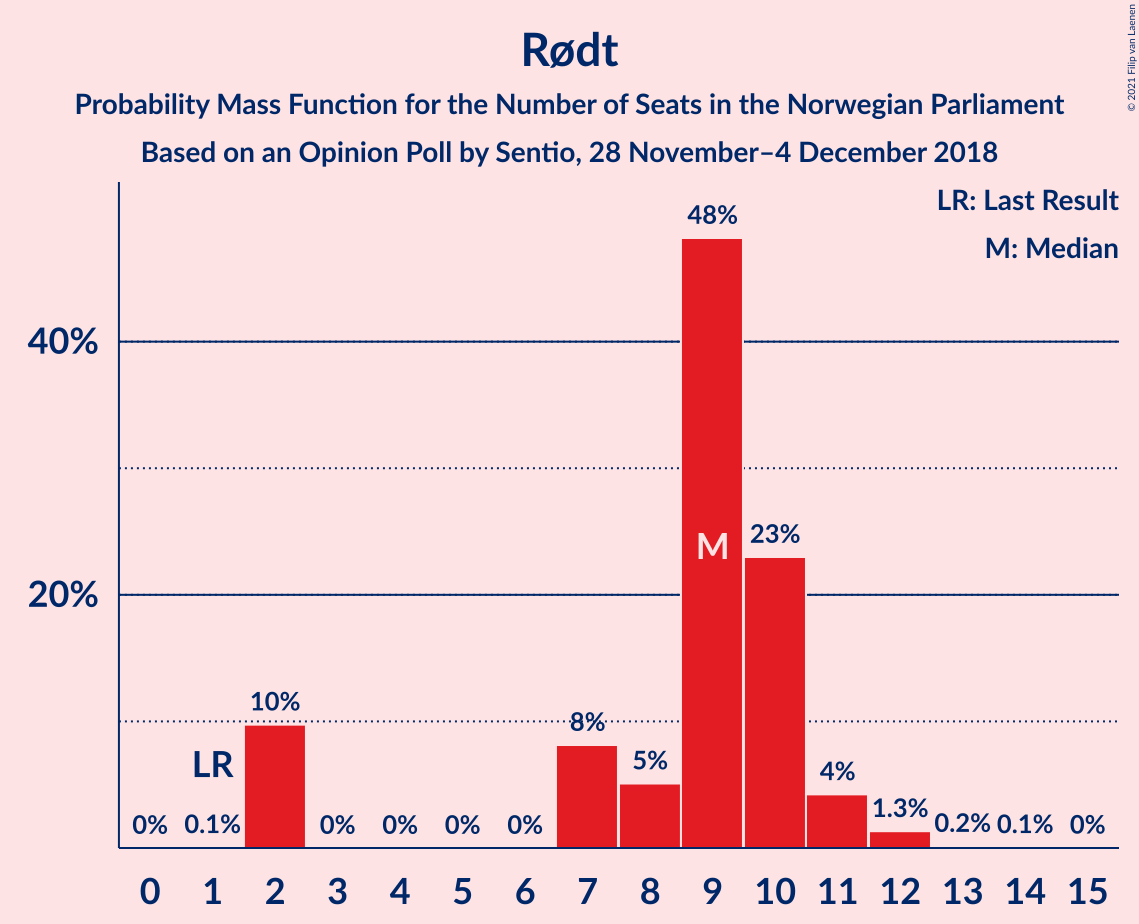 Rødt
Probability Mass Function for the Number of Seats in the Norwegian Parliament
Based on an Opinion Poll by Sentio, 28 November–4 December 2018
© 2021 Filip van Laenen
LR: Last Result
M: Median
48%
40%
M
23%
20%
10%
8%
LR
5%
4%
1.3%
0% 0.1% 0% 0% 0% 0% 0.2% 0.1% 0%
0 1 2 3 4 5 6 7 8 9 10 11 12 13 14 15